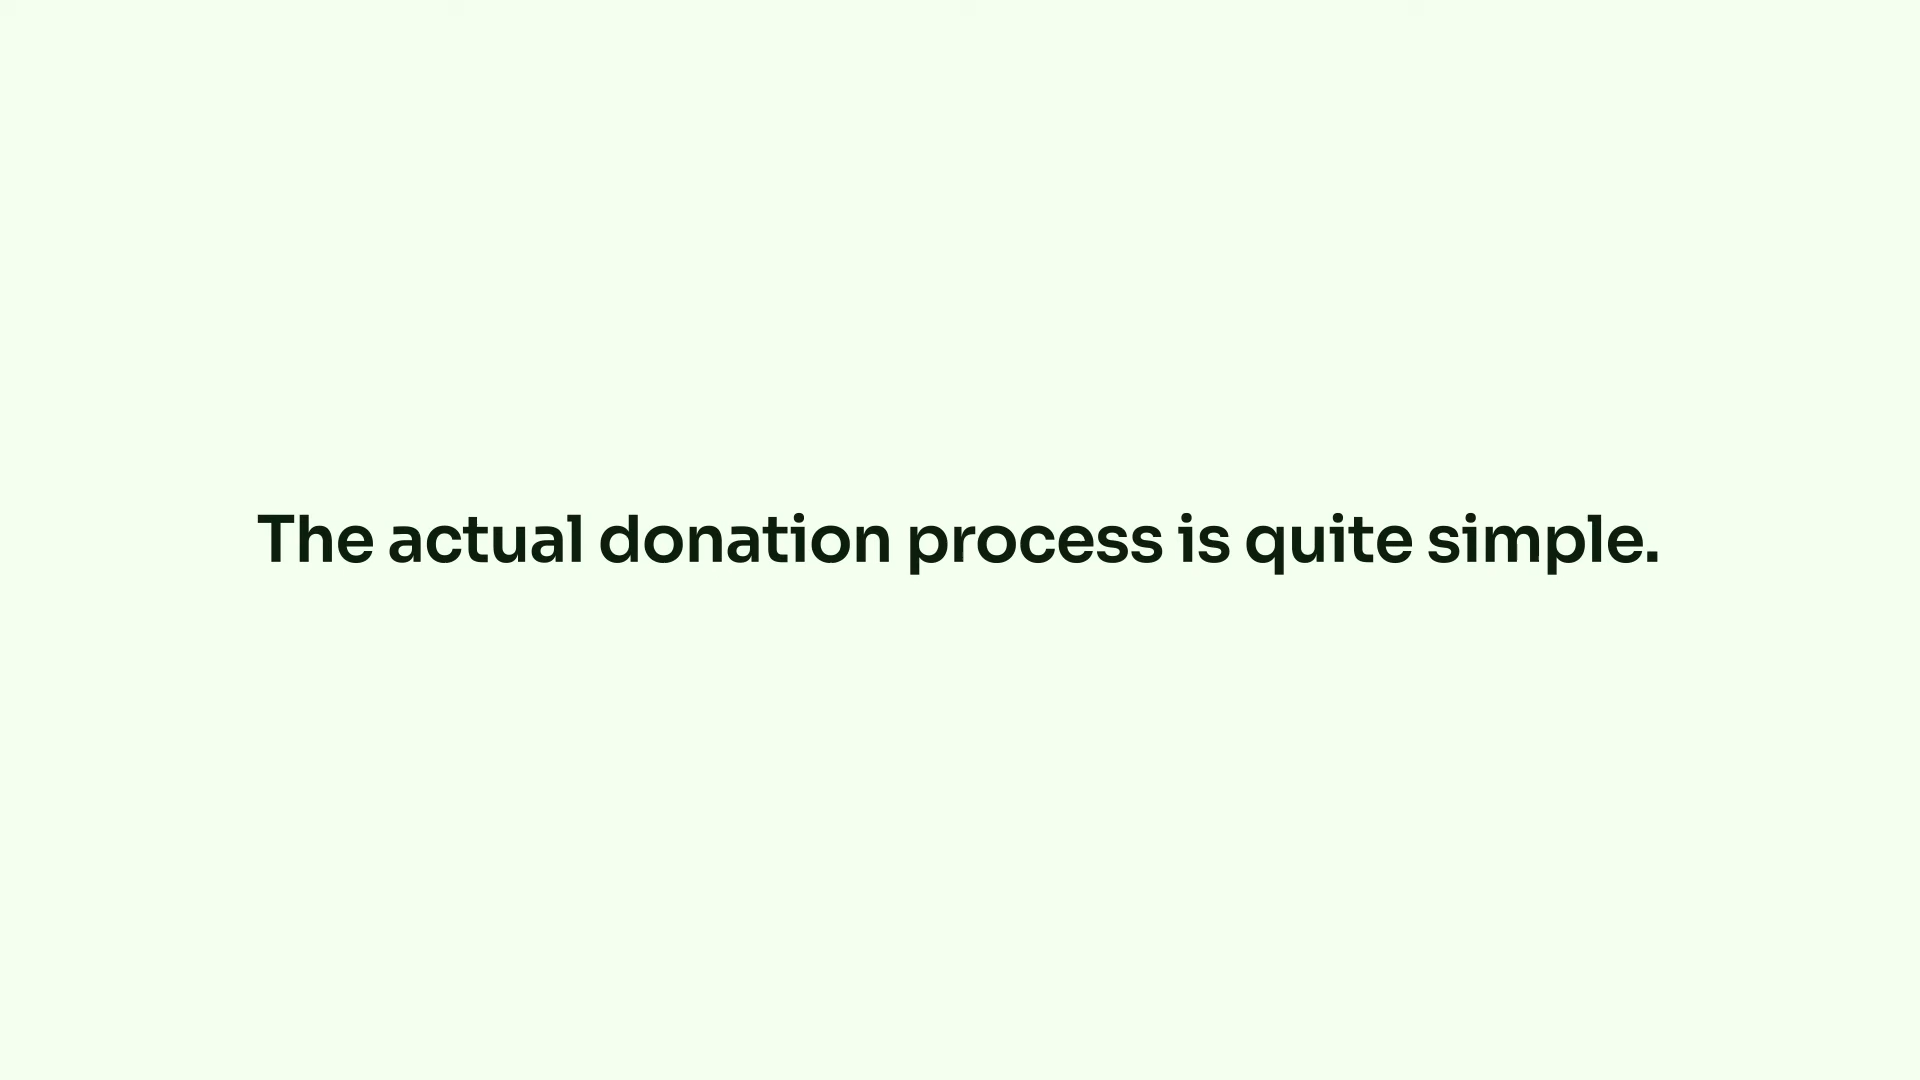 The actual donation process is quite simple.